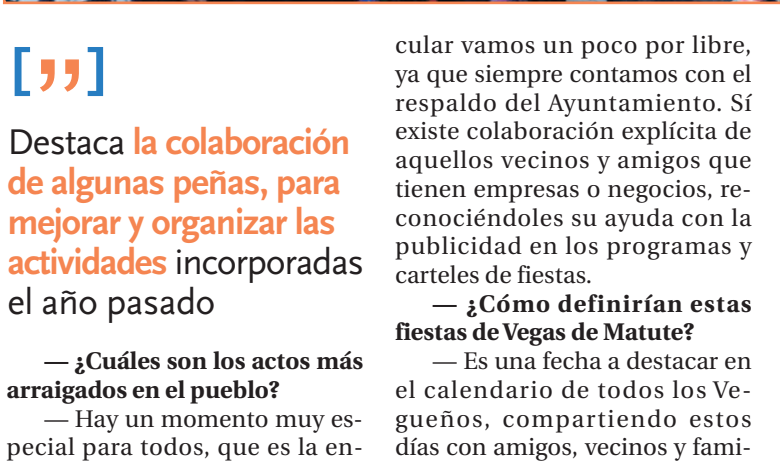 [”]
Destaca la colaboración
de algunas peñas, para
mejorar y organizar las
actividades incorporadas
el año pasado
— ¿Cuáles son los actos más
arraigados en el pueblo?
— Hay un momento muy es-
pecial para todos, que es la en-
cular vamos un poco por libre,
ya que siempre contamos con el
respaldo del Ayuntamiento. Sí
existe colaboración explícita de
aquellos vecinos y amigos que
tienen empresas o negocios, re-
conociéndoles su ayuda con la
publicidad en los programas y
carteles de fiestas.
— ¿Cómo definirían estas
fiestas de Vegas de Matute?
— Es una fecha a destacar en
el calendario de todos los Ve-
gueños, compartiendo estos
días con amigos, vecinos y fami-